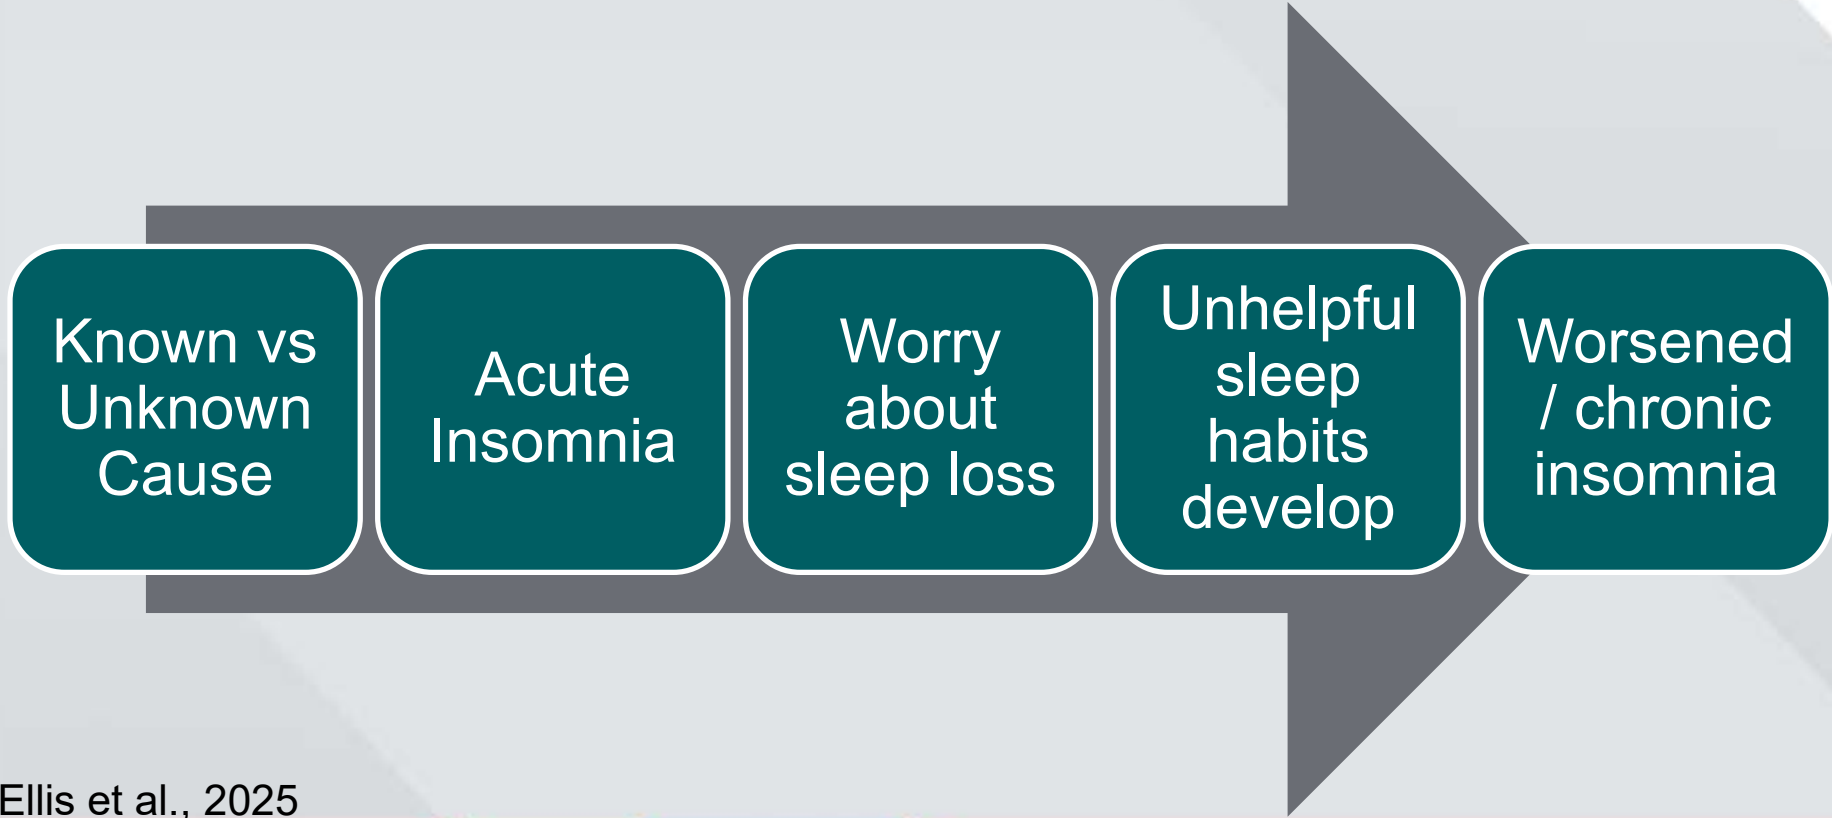 Known vs
Unknown
Cause
Acute
Insomnia
Worry
about
sleep loss
Unhelpful
sleep
habits
develop
Worsened
/ chronic
insomnia
Ellis et al., 2025